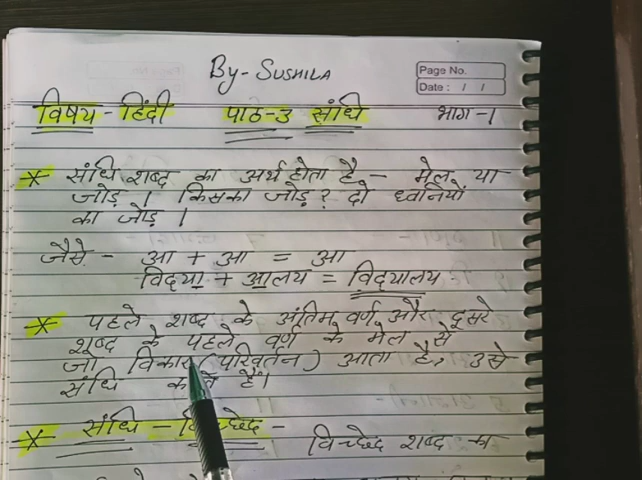 By- SUSHILA
Page No.
Date : / /
विषय - हिंदी पाठ-3 संधि भाग-1
* संधि शब्द का अर्थ होता है - मेल या
जोड़ । किसका जोड़ ? दो ध्वनियों
का जोड़ ।
जैसे - आ + आ = आ
विद्या + आलय = विद्यालय
* पहले शब्द के अंतिम वर्ण और दूसरे
शब्द के पहले वर्ण के मेल से
जो विकार (परिवर्तन) आता है, उसे
संधि कहते हैं।
* संधि - विच्छेद -
विच्छेद शब्द का